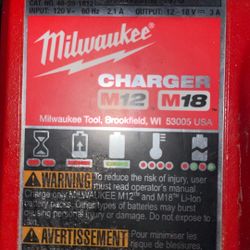 CAT. NO. 48-59-1812
INPUT: 120 V~ 60 Hz 2.1 A OUTPUT: 12-18 V⎓ 3 A
Milwaukee
CHARGER
M12 M18
Milwaukee Tool, Brookfield, WI 53005 USA
WARNING To reduce the risk of injury, user
must read operator's manual.
Charge only MILWAUKEE M12™ and M18™ Li-Ion
battery packs. Other types of batteries may burst
causing personal injury or damage. Do not expose to
rain.
AVERTISSEMENT Pour minimiser les
risque de blessures,